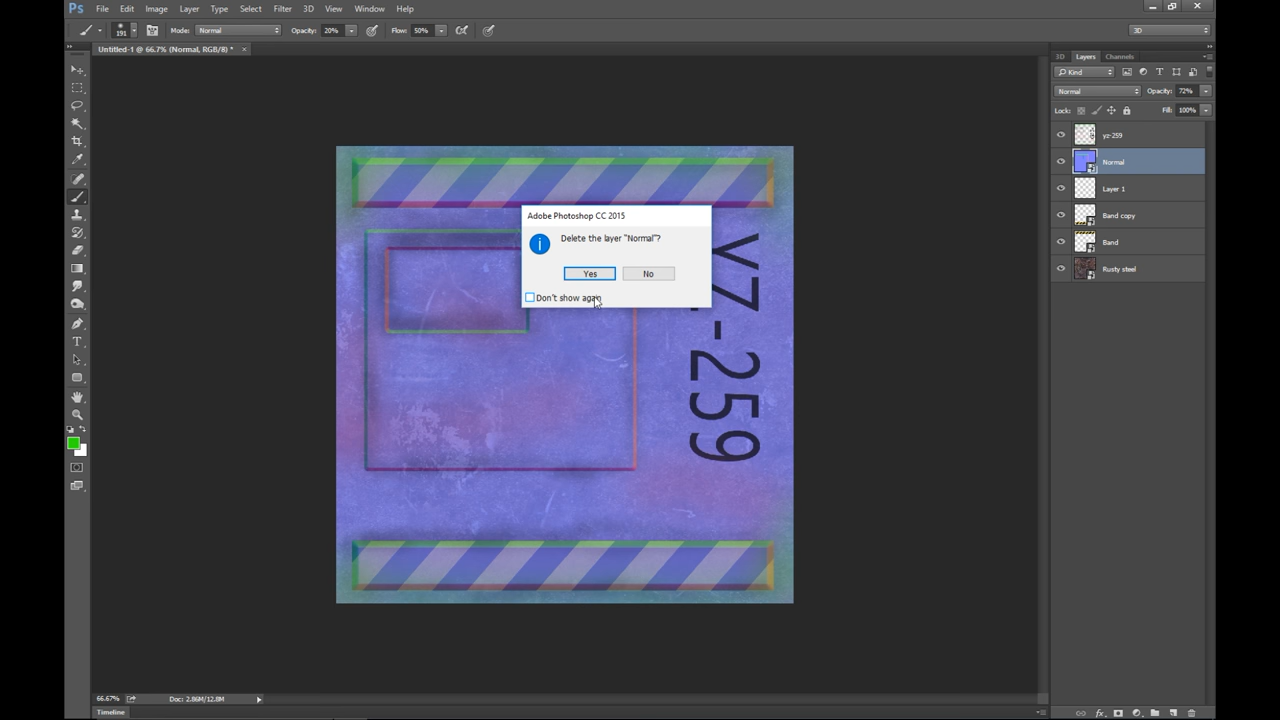 Ps File Edit Image Layer Type Select Filter 3D View Window Help
191 Mode: Normal Opacity: 20% Flow: 50% 3D
Untitled-1 @ 66.7% (Normal, RGB/8) * ×
3D Layers Channels
Kind
Normal Opacity: 72%
Lock: Fill: 100%
yz-259
Normal
Layer 1
Band copy
Band
Rusty steel
Adobe Photoshop CC 2015
Delete the layer "Normal"?
Yes No
Don't show again
YZ-259
66.67% Doc: 2.86M/12.8M
Timeline